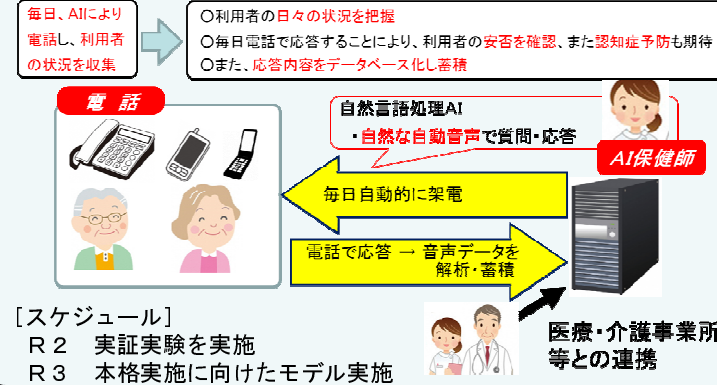 毎日、AIにより
電話し、利用者
の状況を収集
○利用者の日々の状況を把握
○毎日電話で応答することにより、利用者の安否を確認、また認知症予防も期待
○また、応答内容をデータベース化し蓄積
電話
自然言語処理AI
・自然な自動音声で質問・応答
AI保健師
毎日自動的に架電
電話で応答 → 音声データを
解析・蓄積
[スケジュール]
R2 実証実験を実施
R3 本格実施に向けたモデル実施
医療・介護事業所
等との連携